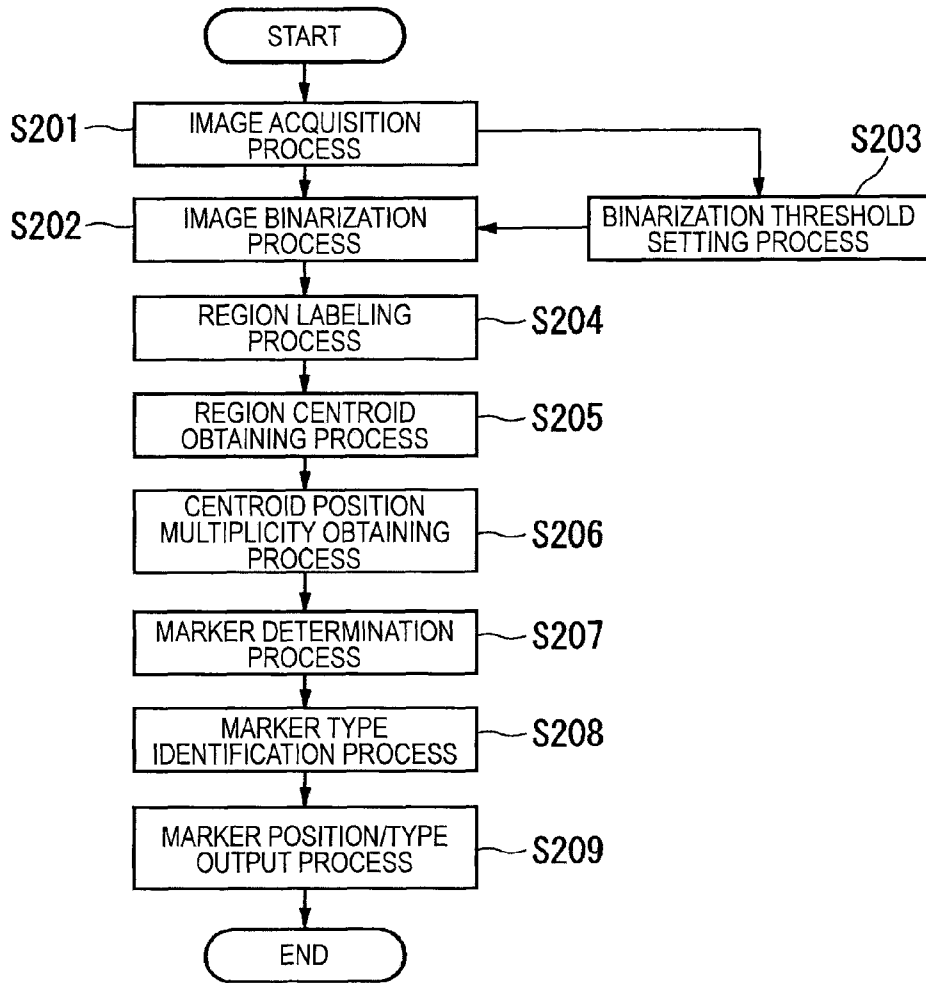 START
S201
IMAGE ACQUISITION
PROCESS
S203
S202
IMAGE BINARIZATION
PROCESS
BINARIZATION THRESHOLD
SETTING PROCESS
REGION LABELING
PROCESS
S204
REGION CENTROID
OBTAINING PROCESS
S205
CENTROID POSITION
MULTIPLICITY OBTAINING
PROCESS
S206
MARKER DETERMINATION
PROCESS
S207
MARKER TYPE
IDENTIFICATION PROCESS
S208
MARKER POSITION/TYPE
OUTPUT PROCESS
S209
END